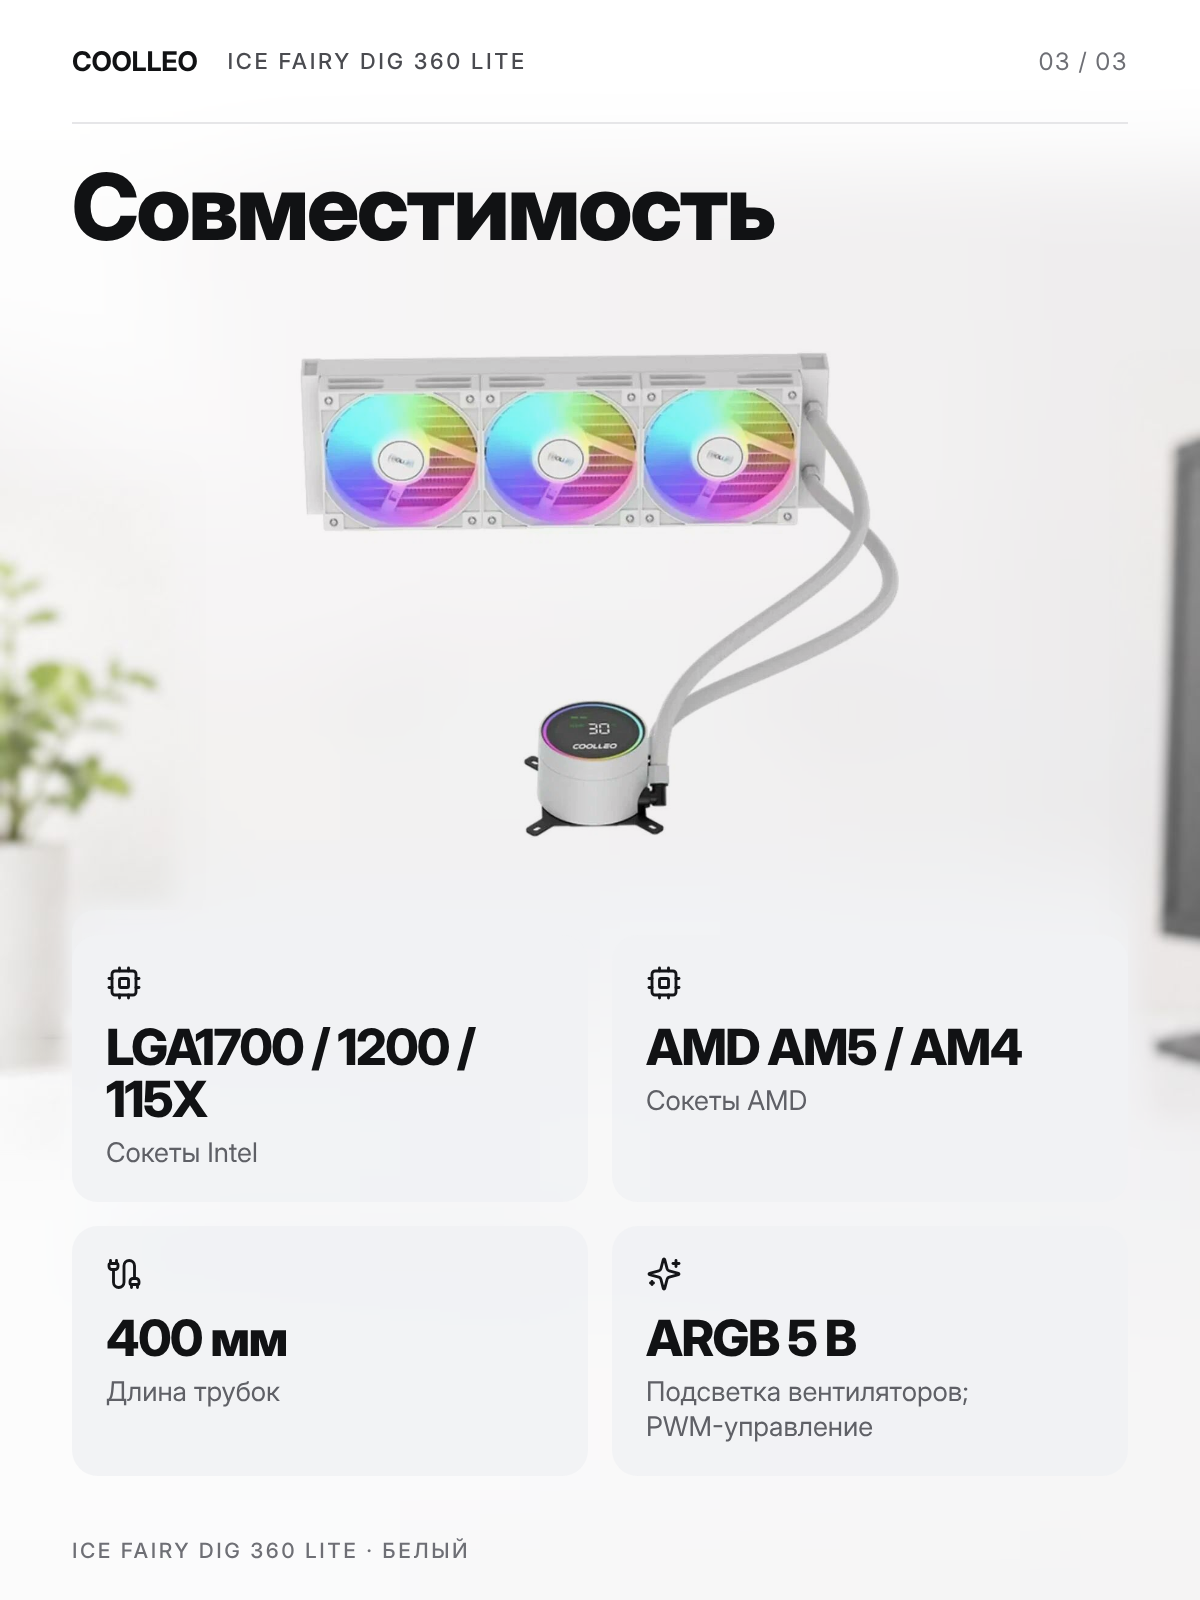 COOLLEO ICE FAIRY DIG 360 LITE 03 / 03
Совместимость
30
COOLLEO
LGA1700 / 1200 /
115X
Сокеты Intel
AMD AM5 / AM4
Сокеты AMD
400 мм
Длина трубок
ARGB 5 В
Подсветка вентиляторов;
PWM-управление
ICE FAIRY DIG 360 LITE · БЕЛЫЙ